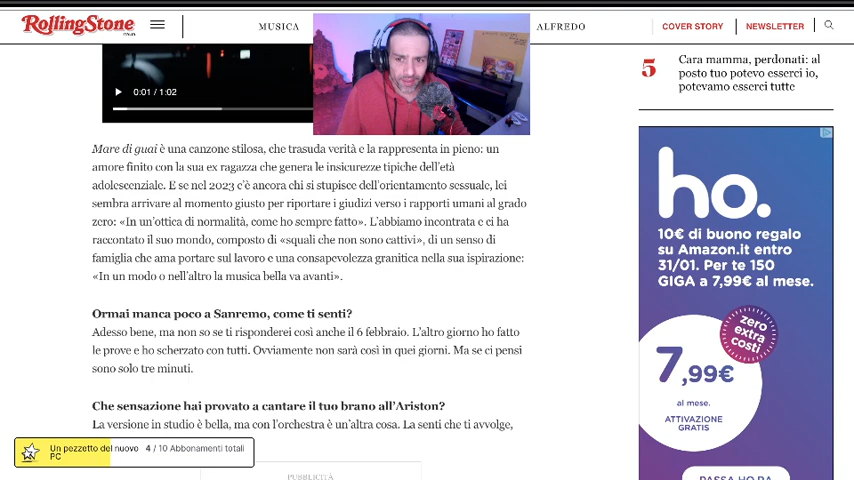 RollingStone
MUSICA
ALFREDO
COVER STORY
NEWSLETTER
0:01 / 1:02
Mare di guai è una canzone stilosa, che trasuda verità e la rappresenta in pieno: un
amore finito con la sua ex ragazza che genera le insicurezze tipiche dell'età
adolescenziale. E se nel 2023 c'è ancora chi si stupisce dell'orientamento sessuale, lei
sembra arrivare al momento giusto per riportare i giudizi verso i rapporti umani al grado
zero: «In un'ottica di normalità, come ho sempre fatto». L'abbiamo incontrata e ci ha
raccontato il suo mondo, composto di «squali che non sono cattivi», di un senso di
famiglia che ama portare sul lavoro e una consapevolezza granitica nella sua ispirazione:
«In un modo o nell'altro la musica bella va avanti».
Ormai manca poco a Sanremo, come ti senti?
Adesso bene, ma non so se ti risponderei così anche il 6 febbraio. L'altro giorno ho fatto
le prove e ho scherzato con tutti. Ovviamente non sarà così in quei giorni. Ma se ci pensi
sono solo tre minuti.
Che sensazione hai provato a cantare il tuo brano all'Ariston?
La versione in studio è bella, ma con l'orchestra è un'altra cosa. La senti che ti avvolge,
Un pezzetto del nuovo
PC
4 / 10 Abbonamenti totali
PUBBLICITÀ
5
Cara mamma, perdonati: al
posto tuo potevo esserci io,
potevamo esserci tutte
ho.
10€ di buono regalo
su Amazon.it entro
31/01. Per te 150
GIGA a 7,99€ al mese.
zero
extra
costi
7,99€
al mese.
ATTIVAZIONE
GRATIS
PASSA HO RA